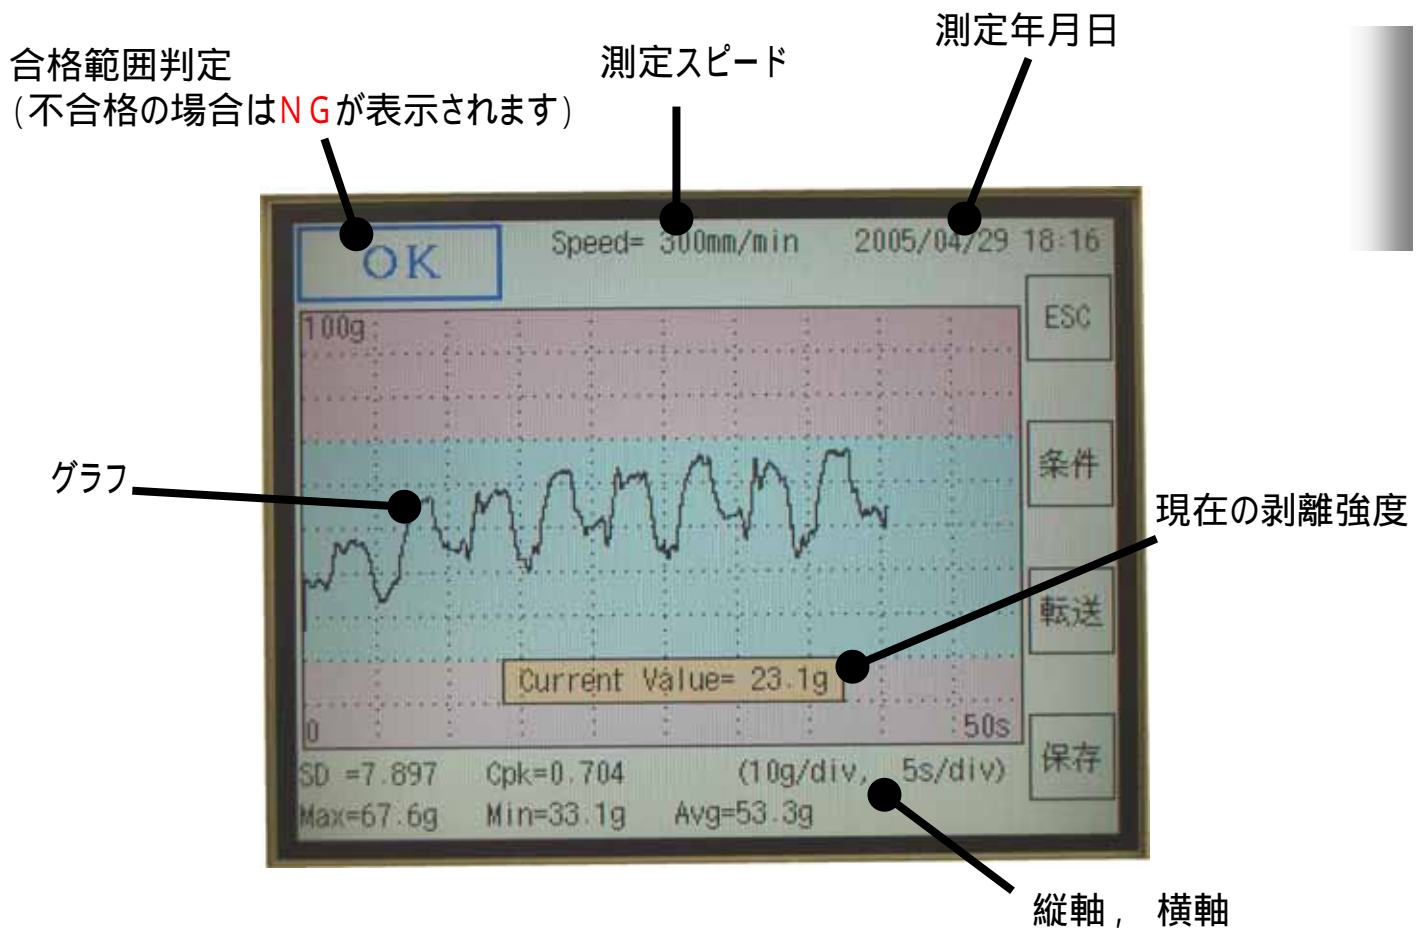 測定年月日
測定スピード
合格範囲判定
(不合格の場合はNGが表示されます)
OK
Speed= 300mm/min
2005/04/29 18:16
100g
ESC
条件
グラフ
現在の剥離強度
転送
Current Value= 23.1g
0
50s
保存
SD =7.897 Cpk=0.704 (10g/div, 5s/div)
Max=67.6g Min=33.1g Avg=53.3g
縦軸, 横軸